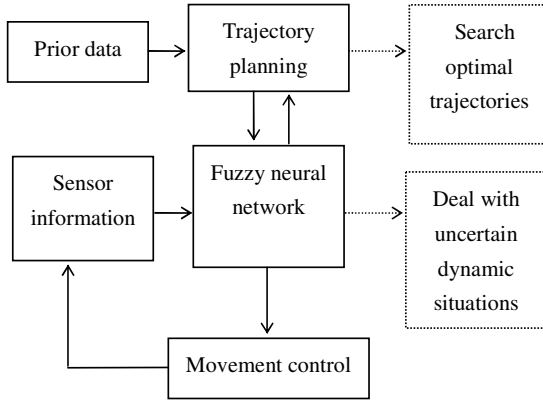 Prior data
Trajectory
planning
Search
optimal
trajectories
Sensor
information
Fuzzy neural
network
Deal with
uncertain
dynamic
situations
Movement control